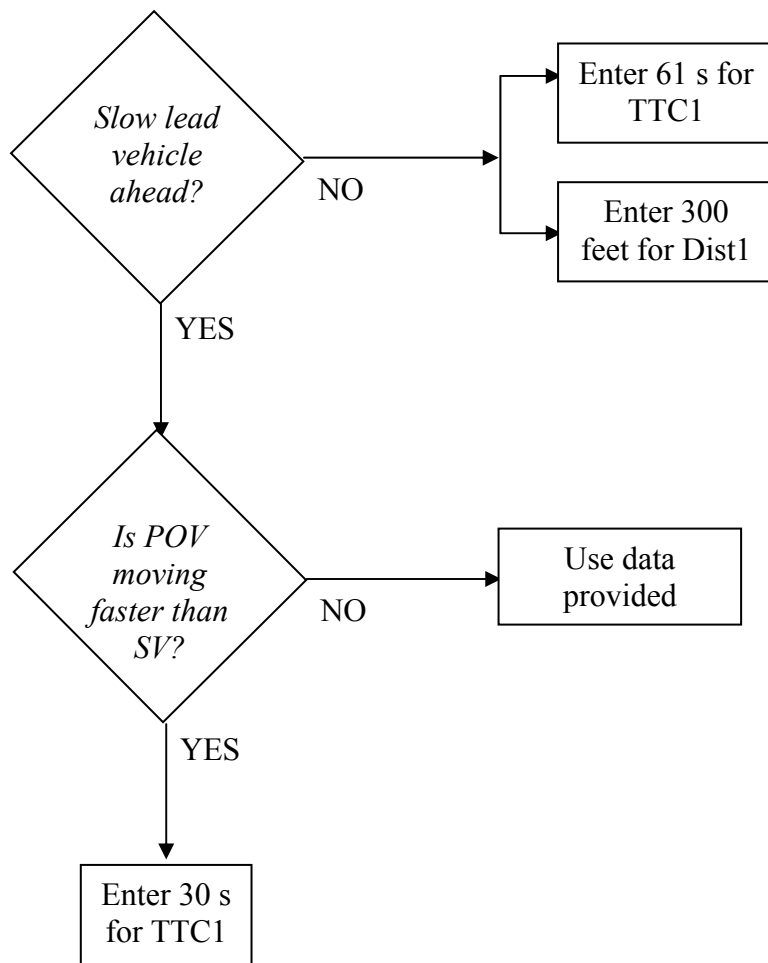 Slow lead
vehicle
ahead?
NO
Enter 61 s for
TTC1
Enter 300
feet for Dist1
YES
Is POV
moving
faster than
SV?
NO
Use data
provided
YES
Enter 30 s
for TTC1